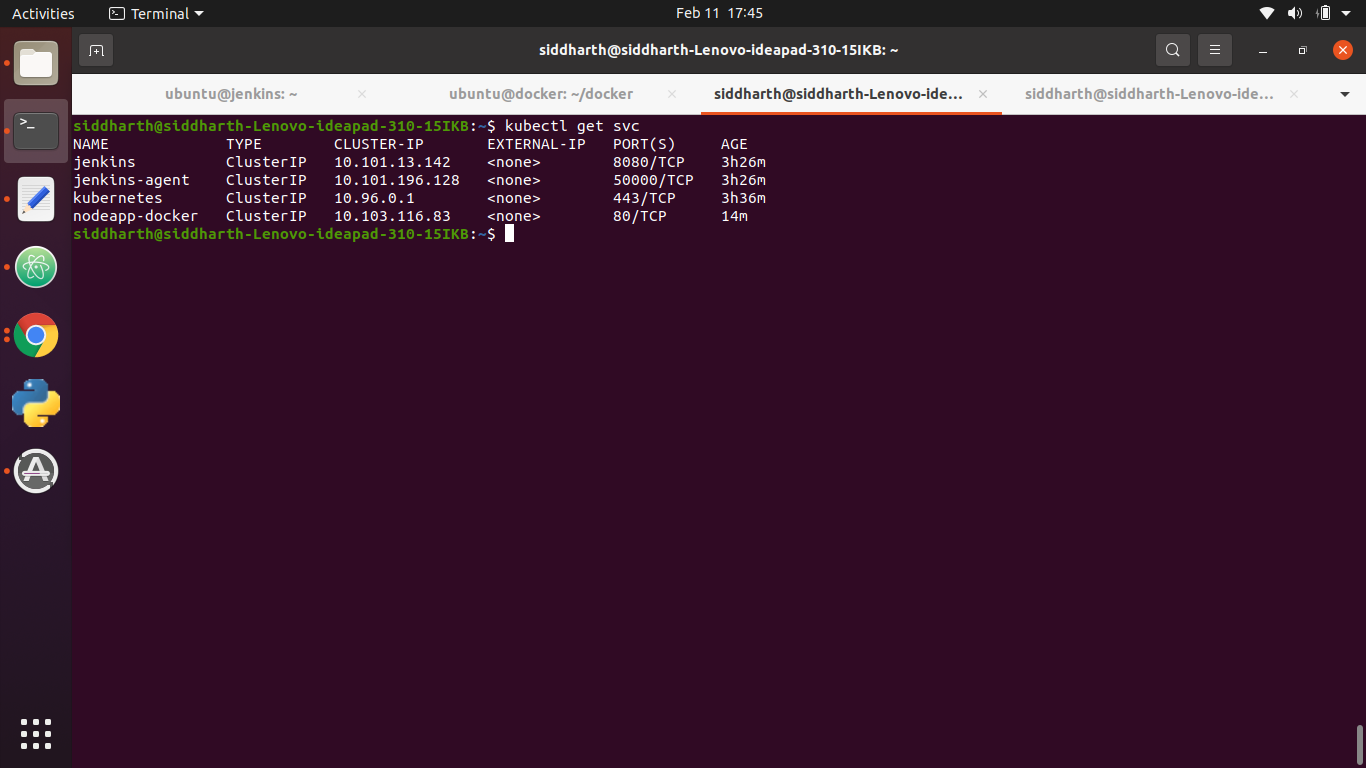 Activities
Terminal
Feb 11 17:45
siddharth@siddharth-Lenovo-ideapad-310-15IKB: ~
ubuntu@jenkins: ~
ubuntu@docker: ~/docker
siddharth@siddharth-Lenovo-ide...
siddharth@siddharth-Lenovo-ide...
siddharth@siddharth-Lenovo-ideapad-310-15IKB:~$ kubectl get svc
NAME TYPE CLUSTER-IP EXTERNAL-IP PORT(S) AGE
jenkins ClusterIP 10.101.13.142 <none> 8080/TCP 3h26m
jenkins-agent ClusterIP 10.101.196.128 <none> 50000/TCP 3h26m
kubernetes ClusterIP 10.96.0.1 <none> 443/TCP 3h36m
nodeapp-docker ClusterIP 10.103.116.83 <none> 80/TCP 14m
siddharth@siddharth-Lenovo-ideapad-310-15IKB:~$